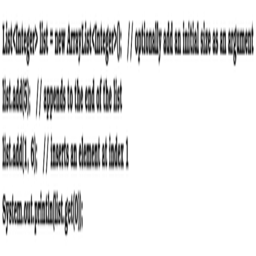 List<Integer> list = new ArrayList<Integer>(); // optionally add an initial size as an argument
list.add(5); // appends to the end of the list
list.add(1, 6); // inserts an element at index 1
System.out.println(list.get(0));